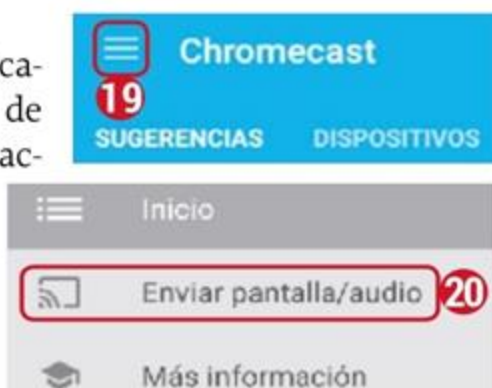 ca-
de
ac-
Chromecast
19
SUGERENCIAS DISPOSITIVOS
Inicio
Enviar pantalla/audio 20
Más información